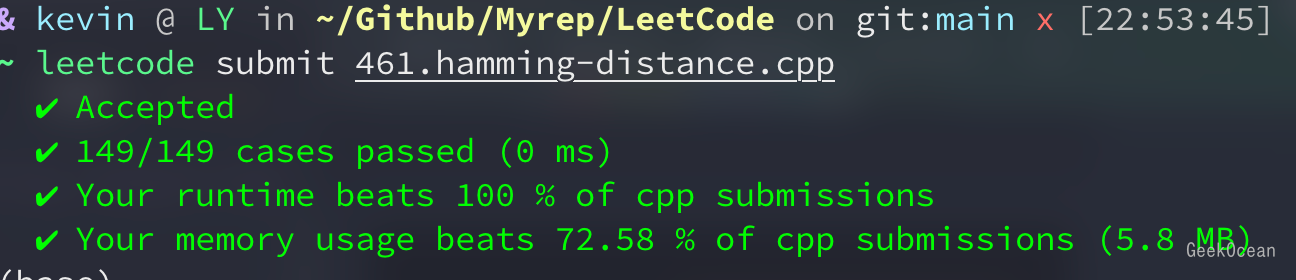 & kevin @ LY in ~/Github/Myrep/LeetCode on git:main x [22:53:45]
~ leetcode submit 461.hamming-distance.cpp
✔ Accepted
✔ 149/149 cases passed (0 ms)
✔ Your runtime beats 100 % of cpp submissions
✔ Your memory usage beats 72.58 % of cpp submissions (5.8 MB)
GeekOcean
(base)